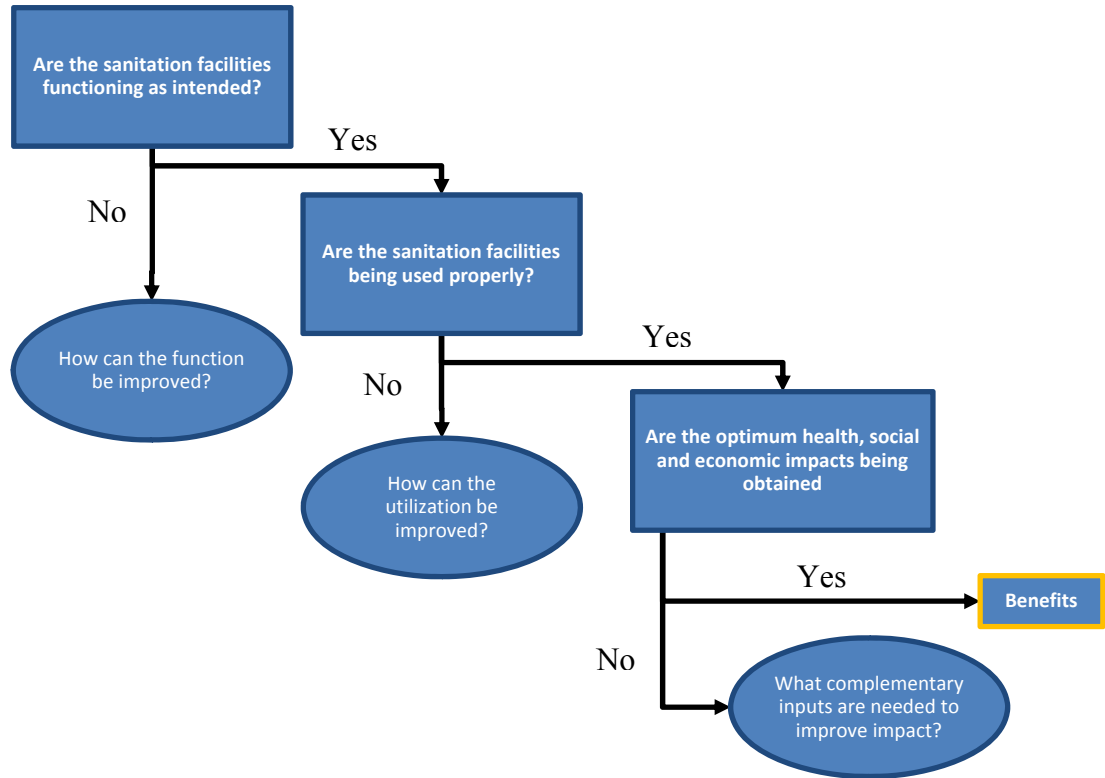 Are the sanitation facilities
functioning as intended?
Yes
No
Are the sanitation facilities
being used properly?
How can the function
be improved?
Yes
No
Are the optimum health, social
and economic impacts being
obtained
How can the
utilization be
improved?
Yes
Benefits
No
What complementary
inputs are needed to
improve impact?